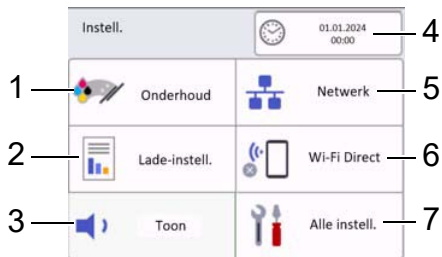 Instell.
01.01.2024
00:00
4
1
Onderhoud
Netwerk
5
2
Lade-instell.
Wi-Fi Direct
6
3
Toon
Alle instell.
7